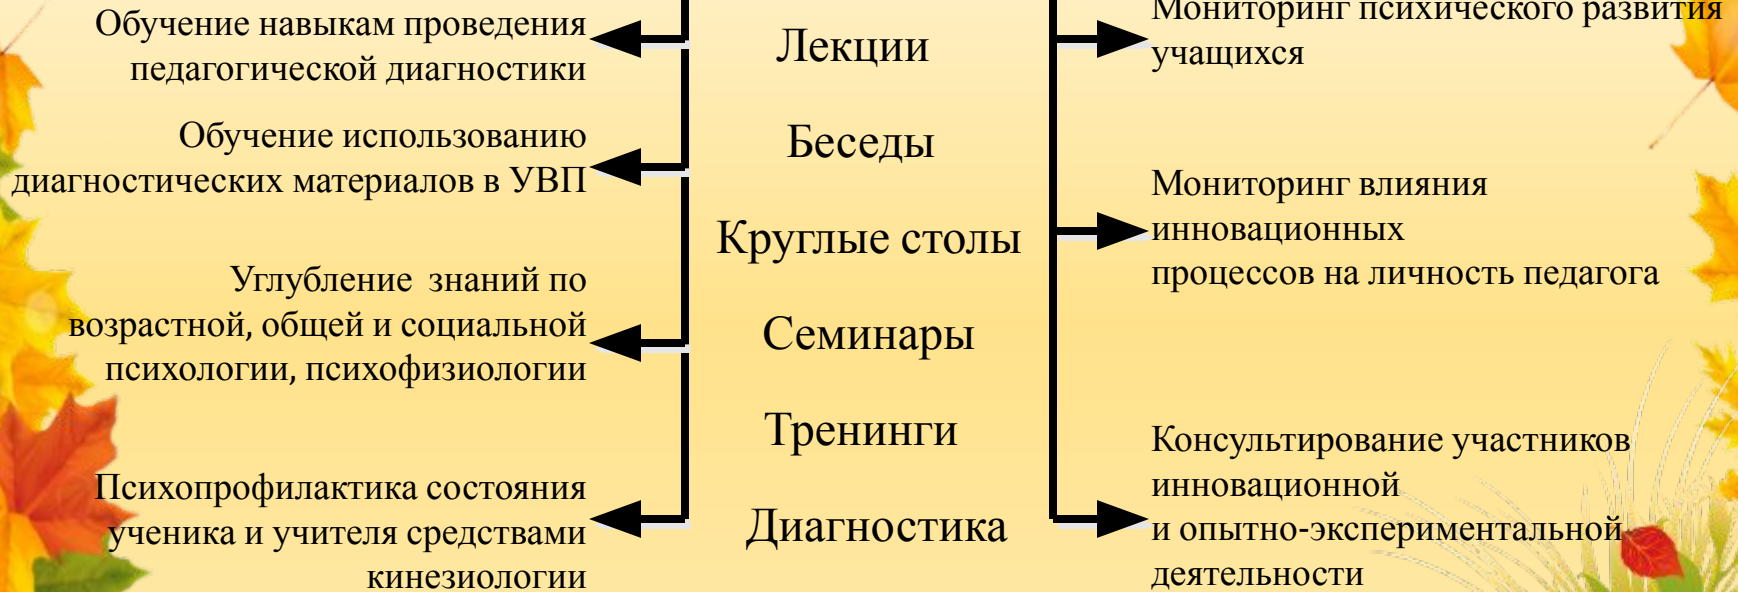 Обучение навыкам проведения
педагогической диагностики
Обучение использованию
диагностических материалов в УВП
Углубление знаний по
возрастной, общей и социальной
психологии, психофизиологии
Психопрофилактика состояния
ученика и учителя средствами
кинезиологии
Лекции
Беседы
Круглые столы
Семинары
Тренинги
Диагностика
Мониторинг психического развития
учащихся
Мониторинг влияния
инновационных
процессов на личность педагога
Консультирование участников
инновационной
и опытно-экспериментальной
деятельности